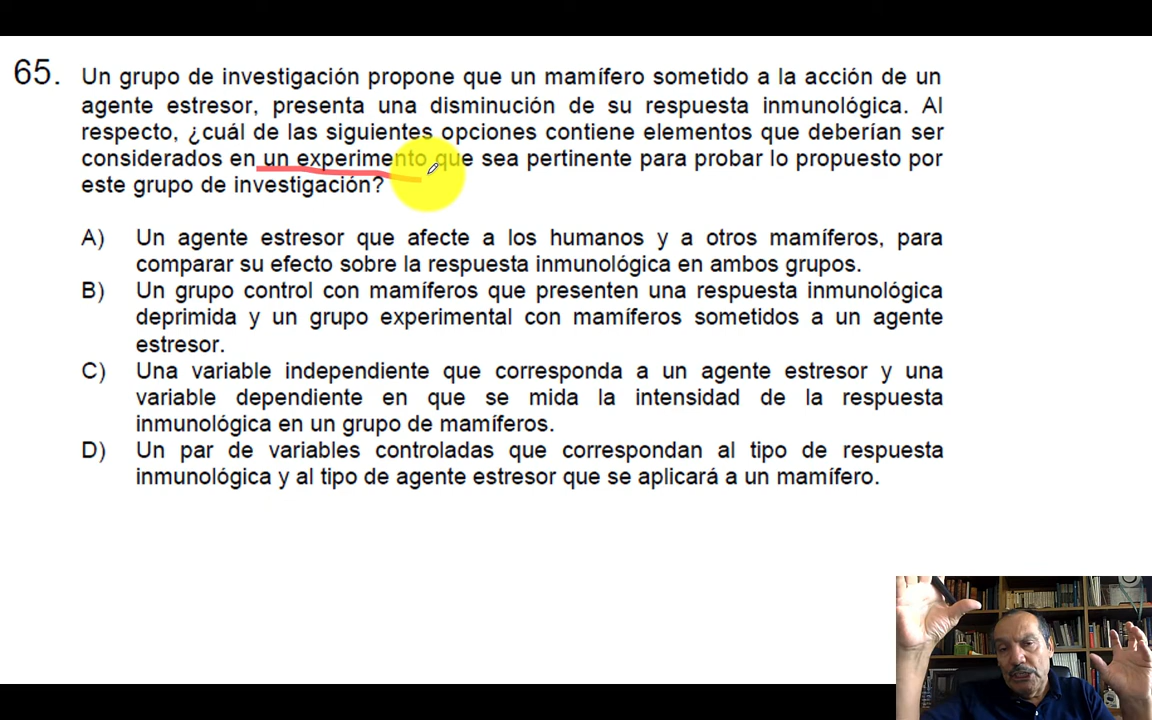 65. Un grupo de investigación propone que un mamífero sometido a la acción de un
agente estresor, presenta una disminución de su respuesta inmunológica. Al
respecto, ¿cuál de las siguientes opciones contiene elementos que deberían ser
considerados en un experimento que sea pertinente para probar lo propuesto por
este grupo de investigación?
A) Un agente estresor que afecte a los humanos y a otros mamíferos, para
comparar su efecto sobre la respuesta inmunológica en ambos grupos.
B) Un grupo control con mamíferos que presenten una respuesta inmunológica
deprimida y un grupo experimental con mamíferos sometidos a un agente
estresor.
C) Una variable independiente que corresponda a un agente estresor y una
variable dependiente en que se mida la intensidad de la respuesta
inmunológica en un grupo de mamíferos.
D) Un par de variables controladas que correspondan al tipo de respuesta
inmunológica y al tipo de agente estresor que se aplicará a un mamífero.